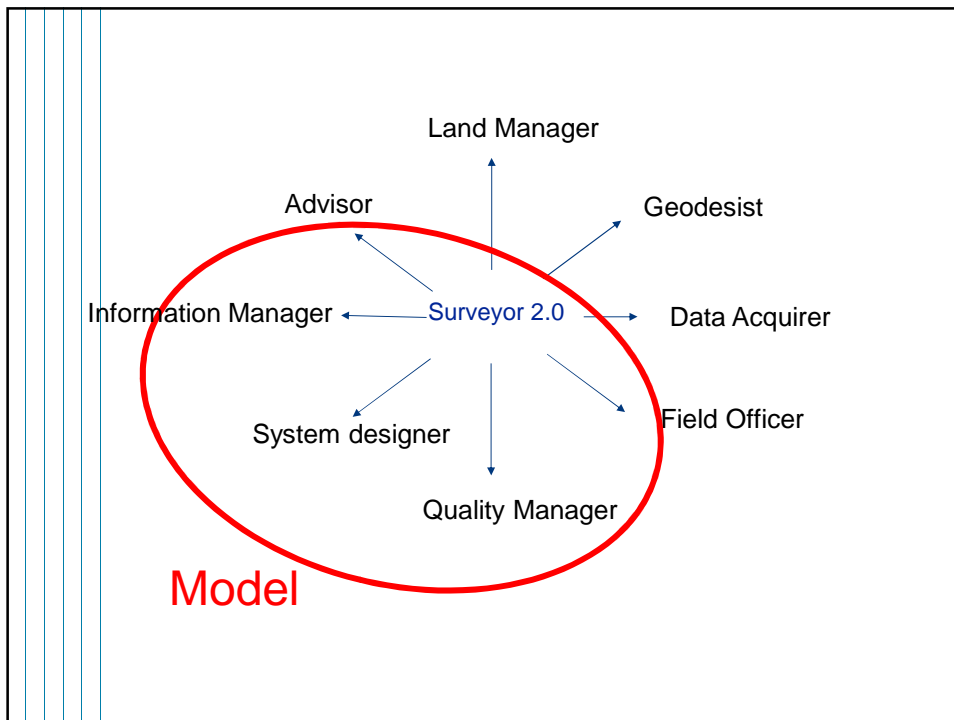 Land Manager
Advisor
Geodesist
Information Manager
Surveyor 2.0
Data Acquirer
Field Officer
System designer
Quality Manager
Model